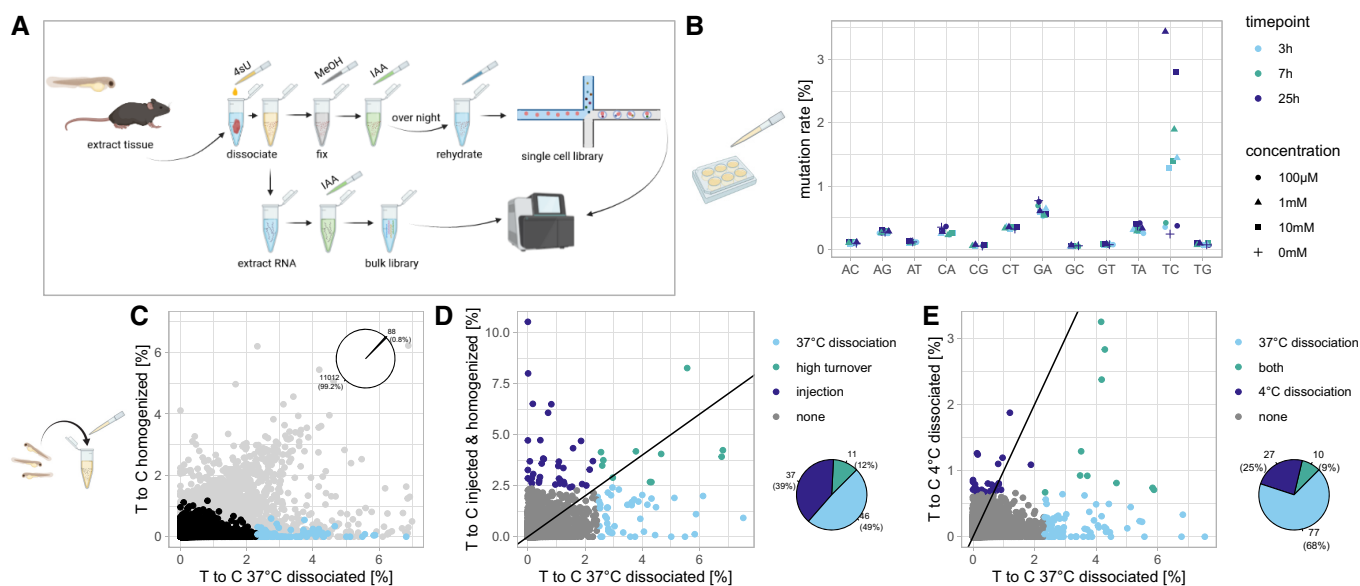 A
4sU
MeOH
IAA
over night
extract tissue
dissociate
fix
rehydrate
single cell library
IAA
extract RNA
bulk library
B
mutation rate [%]
3
2
1
0
AC AG AT CA CG CT GA GC GT TA TC TG
timepoint
3h
7h
25h
concentration
100µM
1mM
10mM
0mM
C
T to C homogenized [%]
6
4
2
0
88
(0.8%)
11012
(99.2%)
0 2 4 6
T to C 37°C dissociated [%]
D
T to C injected & homogenized [%]
10.0
7.5
5.0
2.5
0.0
0 2 4 6
T to C 37°C dissociated [%]
37°C dissociation
high turnover
injection
none
11
(12%)
37
(39%)
46
(49%)
E
T to C 4°C dissociated [%]
3
2
1
0
0 2 4 6
T to C 37°C dissociated [%]
37°C dissociation
both
4°C dissociation
none
27
(25%)
10
(9%)
77
(68%)